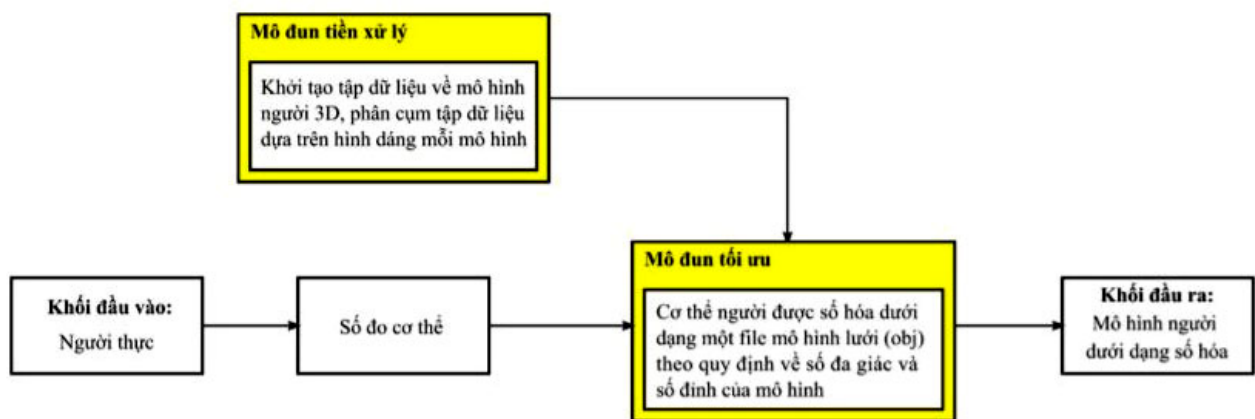 Mô đun tiền xử lý
Khởi tạo tập dữ liệu về mô hình
người 3D, phân cụm tập dữ liệu
dựa trên hình dáng mỗi mô hình
Khối đầu vào:
Người thực
Số đo cơ thể
Mô đun tối ưu
Cơ thể người được số hóa dưới
dạng một file mô hình lưới (obj)
theo quy định về số đa giác và
số đỉnh của mô hình
Khối đầu ra:
Mô hình người
dưới dạng số hóa